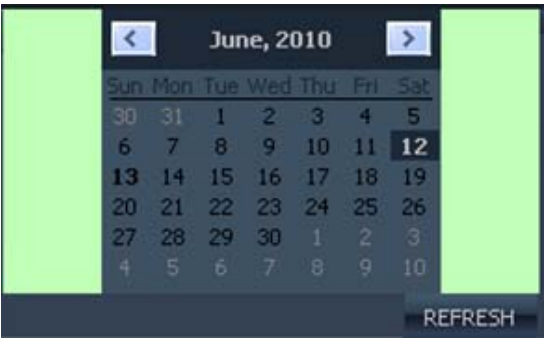 < June, 2010 >
Sun Mon Tue Wed Thu Fri Sat
30 31 1 2 3 4 5
6 7 8 9 10 11 12
13 14 15 16 17 18 19
20 21 22 23 24 25 26
27 28 29 30 1 2 3
4 5 6 7 8 9 10
REFRESH